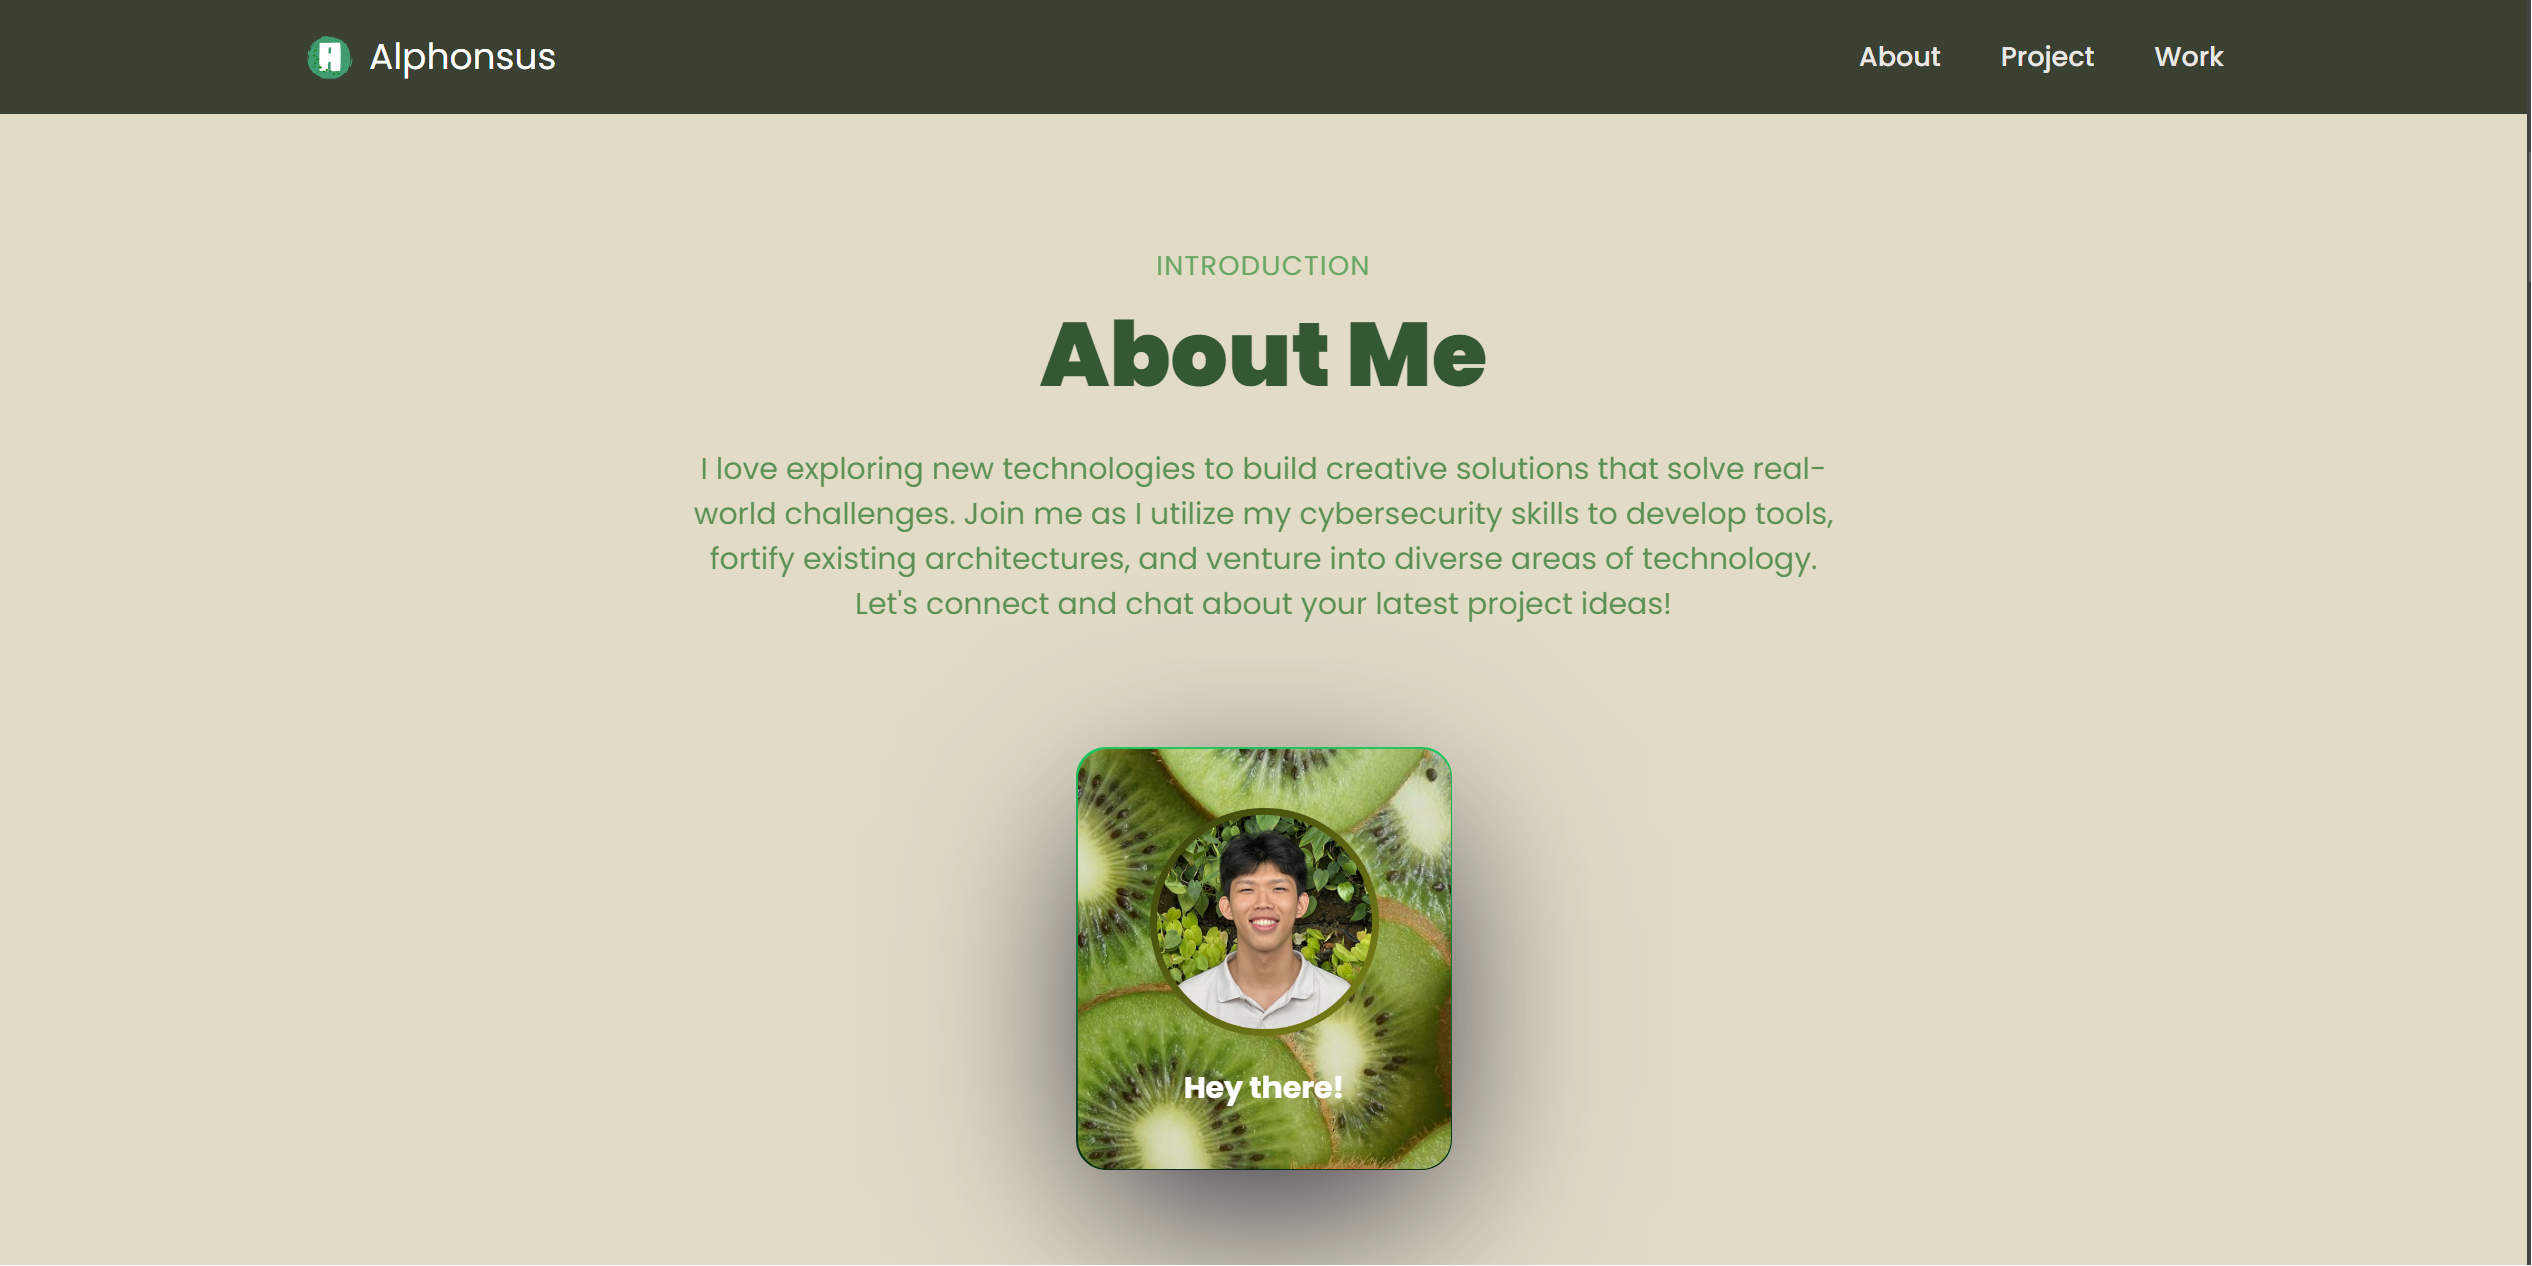 A Alphonsus
About Project Work
INTRODUCTION
About Me
I love exploring new technologies to build creative solutions that solve real-
world challenges. Join me as I utilize my cybersecurity skills to develop tools,
fortify existing architectures, and venture into diverse areas of technology.
Let's connect and chat about your latest project ideas!
Hey there!